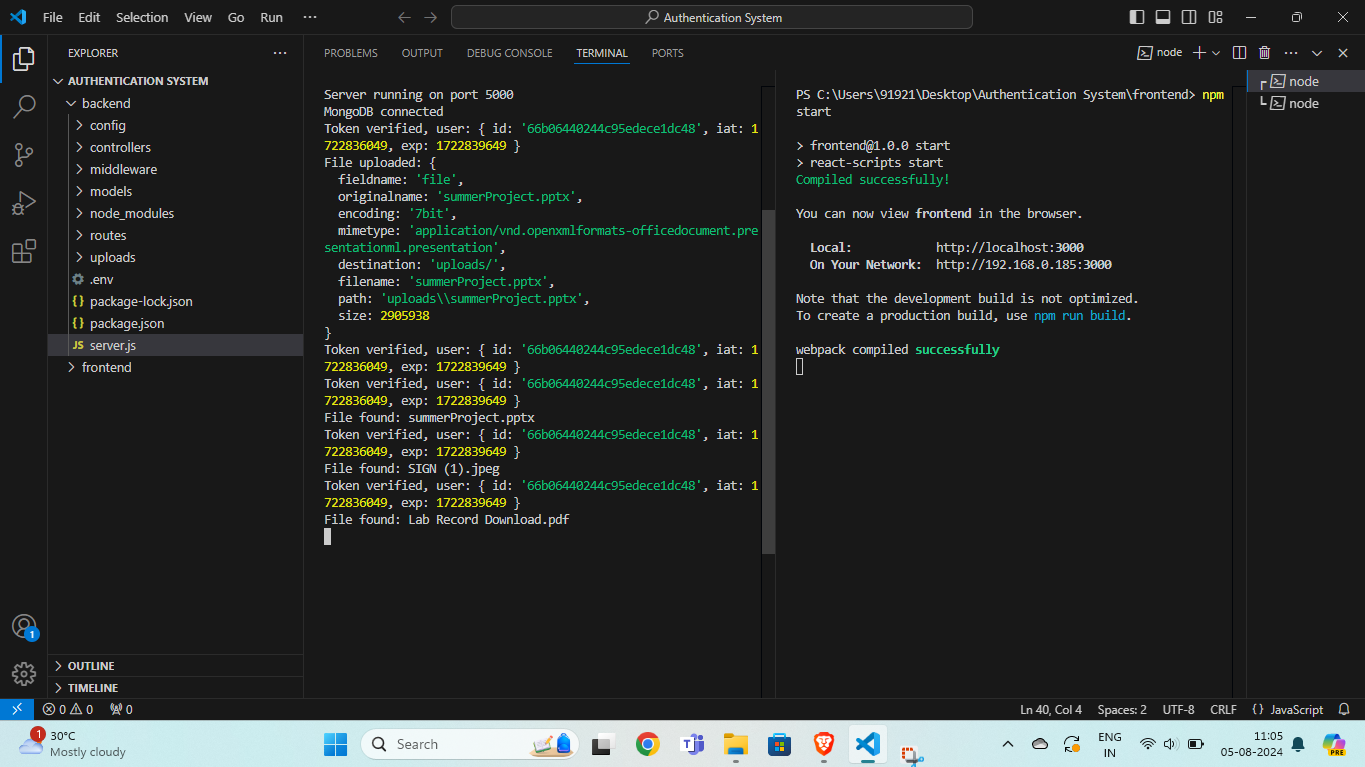 File Edit Selection View Go Run ···
Authentication System
EXPLORER ···
AUTHENTICATION SYSTEM
backend
config
controllers
middleware
models
node_modules
routes
uploads
.env
{} package-lock.json
{} package.json
JS server.js
frontend
OUTLINE
TIMELINE
PROBLEMS OUTPUT DEBUG CONSOLE TERMINAL PORTS
node
Server running on port 5000
MongoDB connected
Token verified, user: { id: '66b06440244c95edece1dc48', iat: 1
722836049, exp: 1722839649 }
File uploaded: {
fieldname: 'file',
originalname: 'summerProject.pptx',
encoding: '7bit',
mimetype: 'application/vnd.openxmlformats-officedocument.pre
sentationml.presentation',
destination: 'uploads/',
filename: 'summerProject.pptx',
path: 'uploads\\summerProject.pptx',
size: 2905938
}
Token verified, user: { id: '66b06440244c95edece1dc48', iat: 1
722836049, exp: 1722839649 }
Token verified, user: { id: '66b06440244c95edece1dc48', iat: 1
722836049, exp: 1722839649 }
File found: summerProject.pptx
Token verified, user: { id: '66b06440244c95edece1dc48', iat: 1
722836049, exp: 1722839649 }
File found: SIGN (1).jpeg
Token verified, user: { id: '66b06440244c95edece1dc48', iat: 1
722836049, exp: 1722839649 }
File found: Lab Record Download.pdf
PS C:\Users\91921\Desktop\Authentication System\frontend> npm
start
> frontend@1.0.0 start
> react-scripts start
Compiled successfully!
You can now view frontend in the browser.
Local: http://localhost:3000
On Your Network: http://192.168.0.185:3000
Note that the development build is not optimized.
To create a production build, use npm run build.
webpack compiled successfully
node
node
1
0 0 0
Ln 40, Col 4 Spaces: 2 UTF-8 CRLF {} JavaScript
1
30°C
Mostly cloudy
Search
ENG
IN
11:05
05-08-2024
PRE